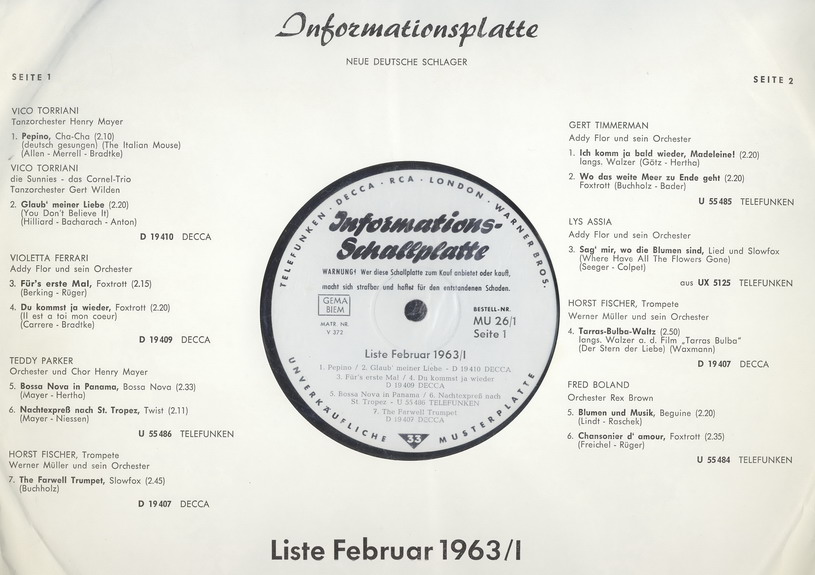 Informationsplatte
NEUE DEUTSCHE SCHLAGER
SEITE 1
VICO TORRIANI
Tanzorchester Henry Mayer
1. Pepino, Cha-Cha (2.10)
(deutsch gesungen) (The Italian Mouse)
(Allen - Merrell - Bradtke)
VICO TORRIANI
die Sunnies - das Cornel-Trio
Tanzorchester Gert Wilden
2. Glaub' meiner Liebe (2.20)
(You Don't Believe It)
(Hilliard - Bacharach - Anton)
D 19410 DECCA
VIOLETTA FERRARI
Addy Flor und sein Orchester
3. Für's erste Mal, Foxtrott (2.15)
(Berking - Rüger)
4. Du kommst ja wieder, Foxtrott (2.20)
(Il est a toi mon coeur)
(Carrere - Bradtke)
D 19409 DECCA
TEDDY PARKER
Orchester und Chor Henry Mayer
5. Bossa Nova in Panama, Bossa Nova (2.33)
(Mayer - Hertha)
6. Nachtexpreß nach St. Tropez, Twist (2.11)
(Mayer - Niessen)
U 55486 TELEFUNKEN
HORST FISCHER, Trompete
Werner Müller und sein Orchester
7. The Farwell Trumpet, Slowfox (2.45)
(Buchholz)
D 19407 DECCA
TELEFUNKEN · DECCA · RCA · LONDON · WARNER BROS.
Informations-
Schallplatte
WARNUNG! Wer diese Schallplatte zum Kauf anbietet oder kauft,
macht sich strafbar und haftet für den entstandenen Schaden.
GEMA
BIEM
MATR. NR.
V 372
BESTELL-NR.
MU 26/1
Seite 1
Liste Februar 1963/I
1. Pepino / 2. Glaub' meiner Liebe - D 19410 DECCA
3. Für's erste Mal / 4. Du kommst ja wieder
D 19409 DECCA
5. Bossa Nova in Panama / 6. Nachtexpreß nach
St. Tropez - U 55486 TELEFUNKEN
7. The Farwell Trumpet
D 19407 DECCA
UNVERKÄUFLICHE MUSTERPLATTE
33
SEITE 2
GERT TIMMERMAN
Addy Flor und sein Orchester
1. Ich komm ja bald wieder, Madeleine! (2.20)
langs. Walzer (Götz - Hertha)
2. Wo das weite Meer zu Ende geht (2.20)
Foxtrott (Buchholz - Bader)
U 55485 TELEFUNKEN
LYS ASSIA
Addy Flor und sein Orchester
3. Sag' mir, wo die Blumen sind, Lied und Slowfox
(Where Have All The Flowers Gone)
(Seeger - Colpet)
aus UX 5125 TELEFUNKEN
HORST FISCHER, Trompete
Werner Müller und sein Orchester
4. Tarras-Bulba-Waltz (2.50)
langs. Walzer a. d. Film „Tarras Bulba"
(Der Stern der Liebe) (Waxmann)
D 19407 DECCA
FRED BOLAND
Orchester Rex Brown
5. Blumen und Musik, Beguine (2.20)
(Lindt - Raschek)
6. Chansonier d' amour, Foxtrott (2.35)
(Freichel - Rüger)
U 55484 TELEFUNKEN
Liste Februar 1963/I